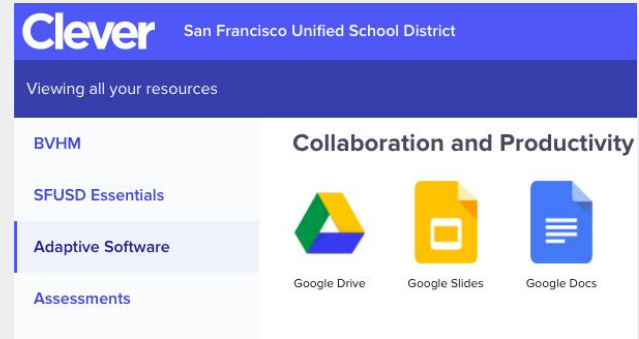 Clever San Francisco Unified School District
Viewing all your resources
BVHM
SFUSD Essentials
Adaptive Software
Assessments
Collaboration and Productivity
Google Drive Google Slides Google Docs